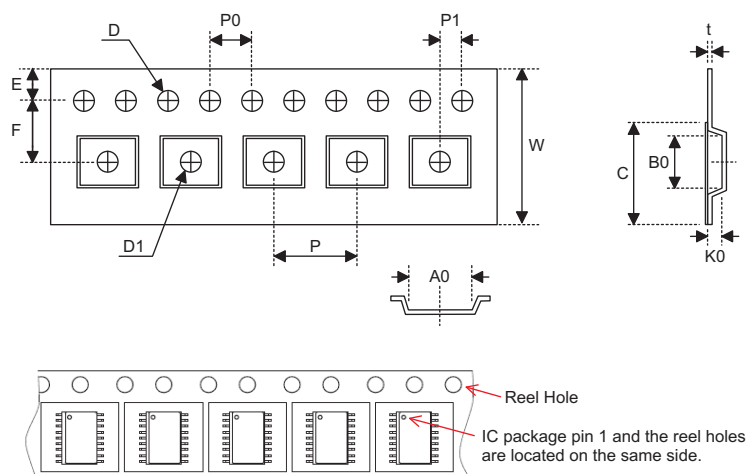 D
P0
P1
t
E
F
W
C
B0
D1
P
K0
A0
Reel Hole
IC package pin 1 and the reel holes
are located on the same side.